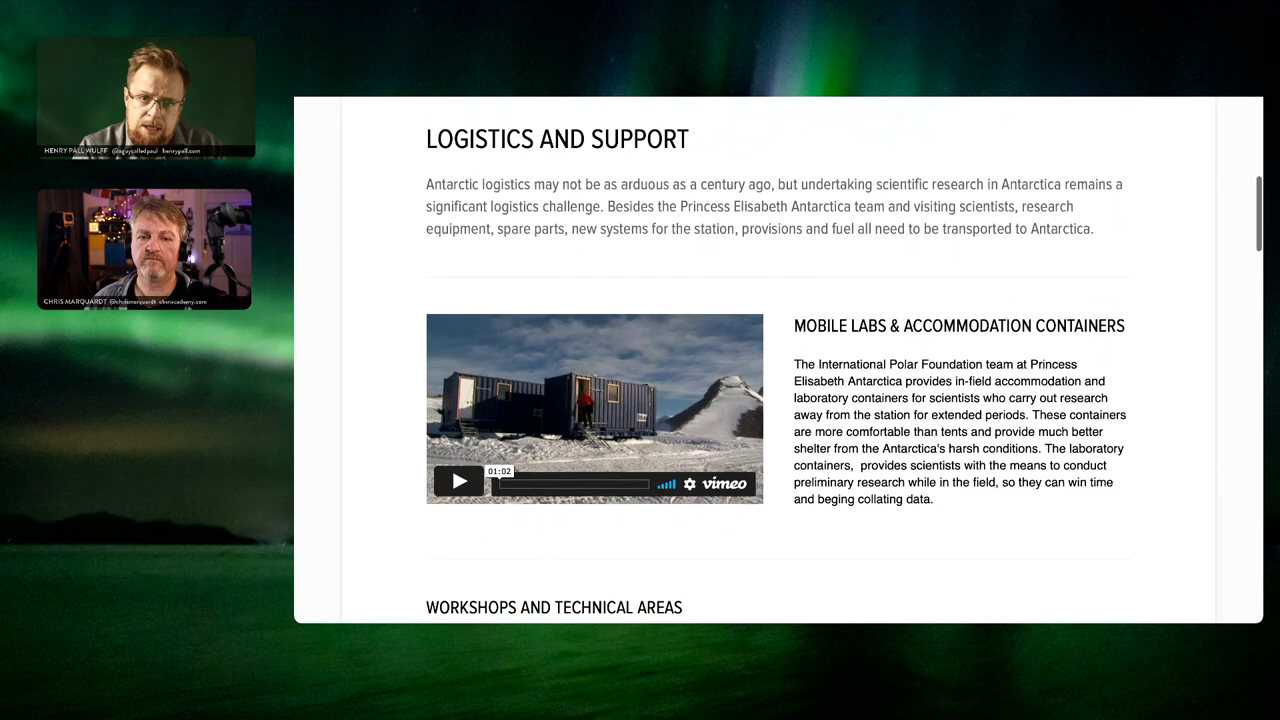 HENRY PALL WULFF @aguycalledpaul henrypall.com
CHRIS MARQUARDT @chrismarquardt obsnecademy.com
LOGISTICS AND SUPPORT
Antarctic logistics may not be as arduous as a century ago, but undertaking scientific research in Antarctica remains a
significant logistics challenge. Besides the Princess Elisabeth Antarctica team and visiting scientists, research
equipment, spare parts, new systems for the station, provisions and fuel all need to be transported to Antarctica.
01:02
vimeo
MOBILE LABS & ACCOMMODATION CONTAINERS
The International Polar Foundation team at Princess
Elisabeth Antarctica provides in-field accommodation and
laboratory containers for scientists who carry out research
away from the station for extended periods. These containers
are more comfortable than tents and provide much better
shelter from the Antarctica's harsh conditions. The laboratory
containers,  provides scientists with the means to conduct
preliminary research while in the field, so they can win time
and beging collating data.
WORKSHOPS AND TECHNICAL AREAS